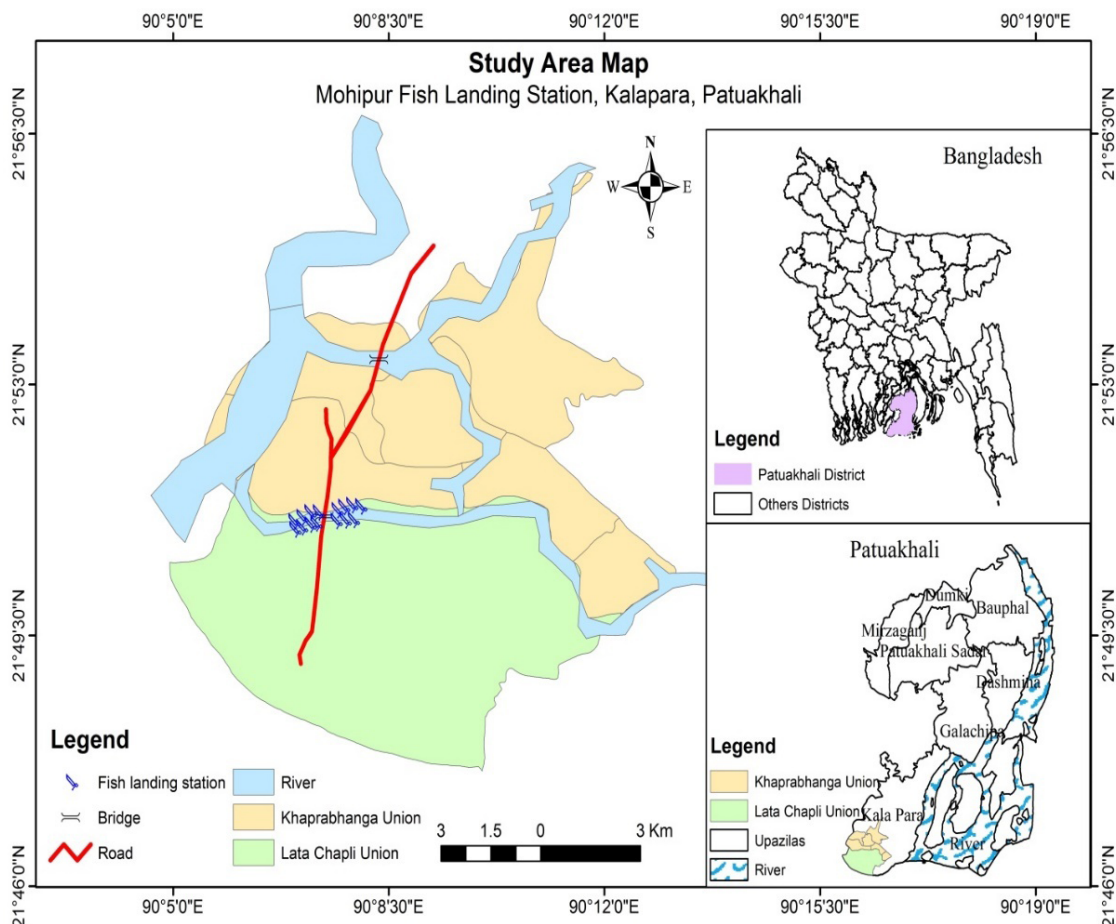 90°5'0"E 90°8'30"E 90°12'0"E 90°15'30"E 90°19'0"E
Study Area Map
Mohipur Fish Landing Station, Kalapara, Patuakhali
21°56'30"N
21°53'0"N
21°49'30"N
21°46'0"N
N
W E
S
Legend
Fish landing station
Bridge
Road
River
Khaprabhanga Union
Lata Chapli Union
3 1.5 0 3 Km
Bangladesh
Legend
Patuakhali District
Others Districts
Patuakhali
Dumki
Bauphal
Mirzaganj
Patuakhali Sadar
Dashmina
Galachipa
Kala Para
River
Legend
Khaprabhanga Union
Lata Chapli Union
Upazilas
River
21°56'30"N
21°53'0"N
21°49'30"N
21°46'0"N
90°5'0"E 90°8'30"E 90°12'0"E 90°15'30"E 90°19'0"E